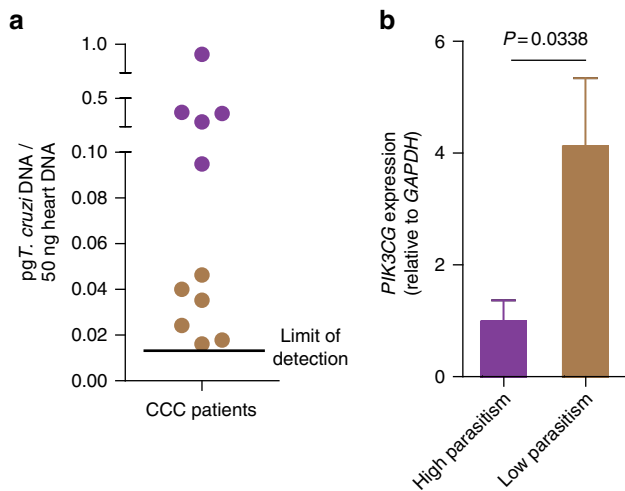 a
1.0
0.5
0.10
0.08
0.06
0.04
0.02
0.00
pg T. cruzi DNA /
50 ng heart DNA
Limit of
detection
CCC patients
b
P = 0.0338
6
4
2
0
PIK3CG expression
(relative to GAPDH)
High parasitism
Low parasitism